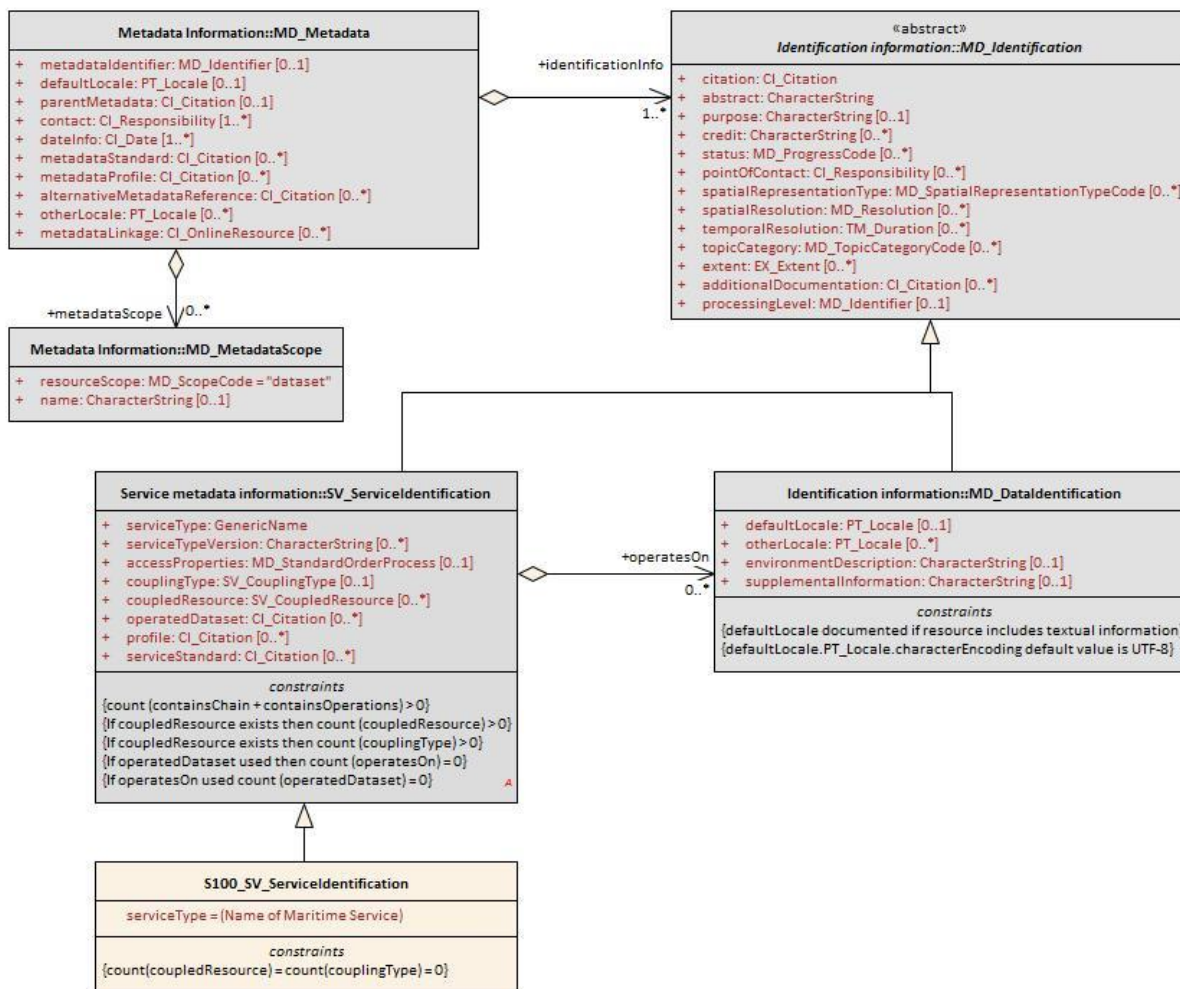 Metadata Information::MD_Metadata
+ metadataIdentifier: MD_Identifier [0..1]
+ defaultLocale: PT_Locale [0..1]
+ parentMetadata: CI_Citation [0..1]
+ contact: CI_Responsibility [1..*]
+ dateInfo: CI_Date [1..*]
+ metadataStandard: CI_Citation [0..*]
+ metadataProfile: CI_Citation [0..*]
+ alternativeMetadataReference: CI_Citation [0..*]
+ otherLocale: PT_Locale [0..*]
+ metadataLinkage: CI_OnlineResource [0..*]
+identificationInfo
1..*
«abstract»
Identification information::MD_Identification
+ citation: CI_Citation
+ abstract: CharacterString
+ purpose: CharacterString [0..1]
+ credit: CharacterString [0..*]
+ status: MD_ProgressCode [0..*]
+ pointOfContact: CI_Responsibility [0..*]
+ spatialRepresentationType: MD_SpatialRepresentationTypeCode [0..*]
+ spatialResolution: MD_Resolution [0..*]
+ temporalResolution: TM_Duration [0..*]
+ topicCategory: MD_TopicCategoryCode [0..*]
+ extent: EX_Extent [0..*]
+ additionalDocumentation: CI_Citation [0..*]
+ processingLevel: MD_Identifier [0..1]
+metadataScope
0..*
Metadata Information::MD_MetadataScope
+ resourceScope: MD_ScopeCode = "dataset"
+ name: CharacterString [0..1]
Service metadata information::SV_ServiceIdentification
+ serviceType: GenericName
+ serviceTypeVersion: CharacterString [0..*]
+ accessProperties: MD_StandardOrderProcess [0..1]
+ couplingType: SV_CouplingType [0..1]
+ coupledResource: SV_CoupledResource [0..*]
+ operatedDataset: CI_Citation [0..*]
+ profile: CI_Citation [0..*]
+ serviceStandard: CI_Citation [0..*]
constraints
{count (containsChain + containsOperations) > 0}
{If coupledResource exists then count (coupledResource) > 0}
{If coupledResource exists then count (couplingType) > 0}
{If operatedDataset used then count (operatesOn) = 0}
{If operatesOn used count (operatedDataset) = 0}
A
+operatesOn
0..*
Identification information::MD_DataIdentification
+ defaultLocale: PT_Locale [0..1]
+ otherLocale: PT_Locale [0..*]
+ environmentDescription: CharacterString [0..1]
+ supplementalInformation: CharacterString [0..1]
constraints
{defaultLocale documented if resource includes textual information}
{defaultLocale.PT_Locale.characterEncoding default value is UTF-8}
S100_SV_ServiceIdentification
serviceType = (Name of Maritime Service)
constraints
{count(coupledResource) = count(couplingType) = 0}